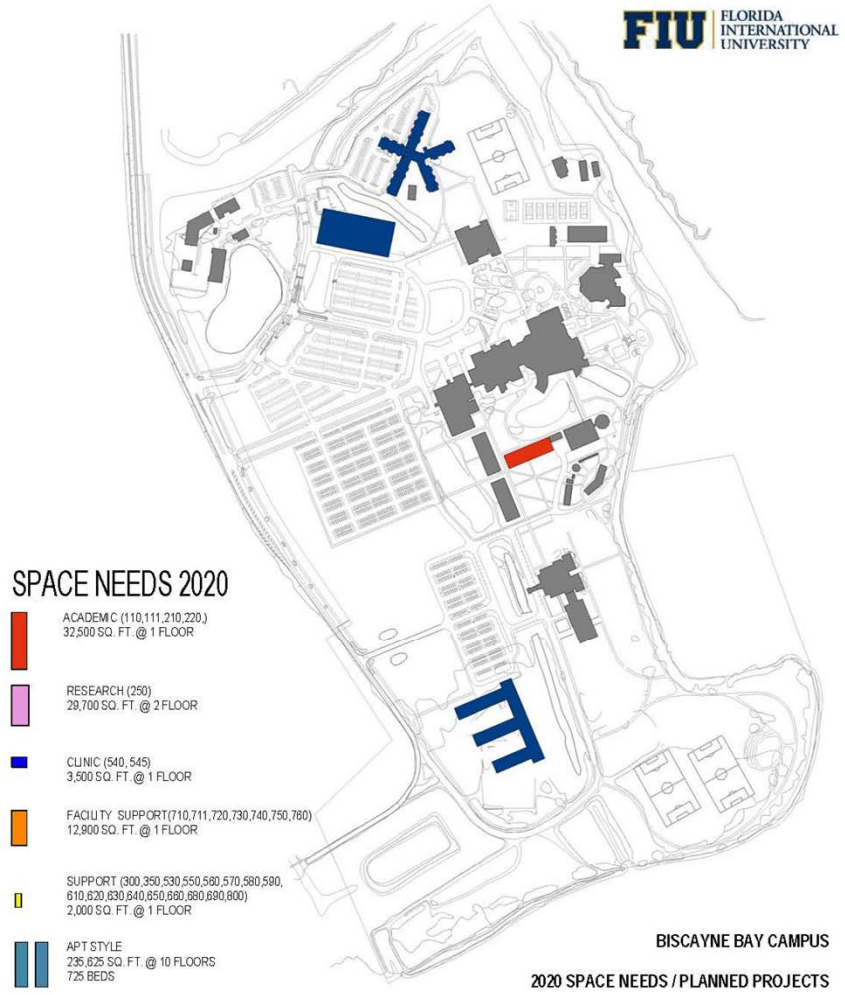 FIU
FLORIDA
INTERNATIONAL
UNIVERSITY
SPACE NEEDS 2020
ACADEMIC (110,111,210,220,)
32,500 SQ. FT. @ 1 FLOOR
RESEARCH (250)
29,700 SQ. FT. @ 2 FLOOR
CLINIC (540, 545)
3,500 SQ. FT. @ 1 FLOOR
FACILITY SUPPORT(710,711,720,730,740,750,760)
12,900 SQ. FT. @ 1 FLOOR
SUPPORT (300,350,530,550,560,570,580,590,
610,620,630,640,650,660,680,690,800)
2,000 SQ. FT. @ 1 FLOOR
APT STYLE
235,625 SQ. FT. @ 10 FLOORS
725 BEDS
BISCAYNE BAY CAMPUS
2020 SPACE NEEDS / PLANNED PROJECTS